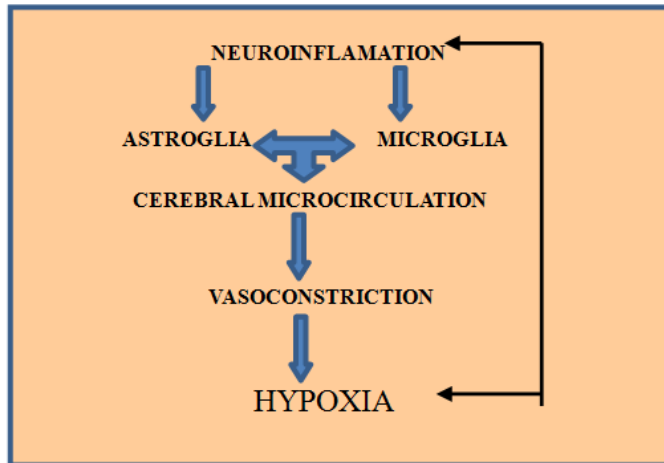 NEUROINFLAMATION
ASTROGLIA MICROGLIA
CEREBRAL MICROCIRCULATION
VASOCONSTRICTION
HYPOXIA